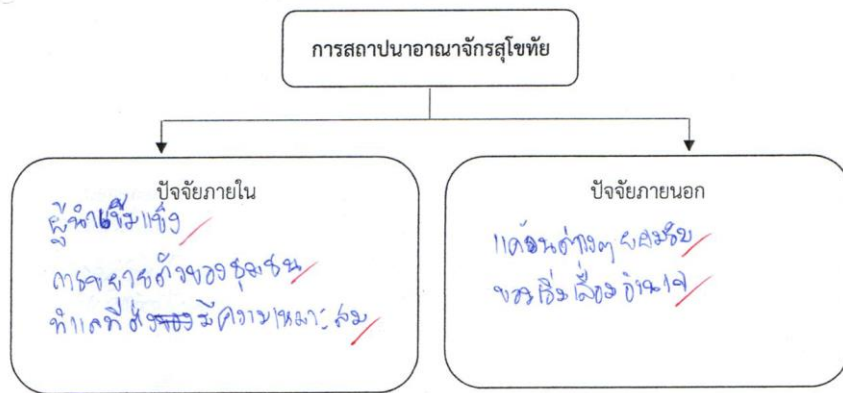 การสถาปนาอาณาจักรสุโขทัย
ปัจจัยภายใน
ผู้นำเข้มแข็ง
การขยายตัวของชุมชน
ทำเลที่ตั้งมีความเหมาะสม
ปัจจัยภายนอก
แคว้นต่างๆ ยอมรับ
ขอมเริ่มเสื่อมอำนาจ